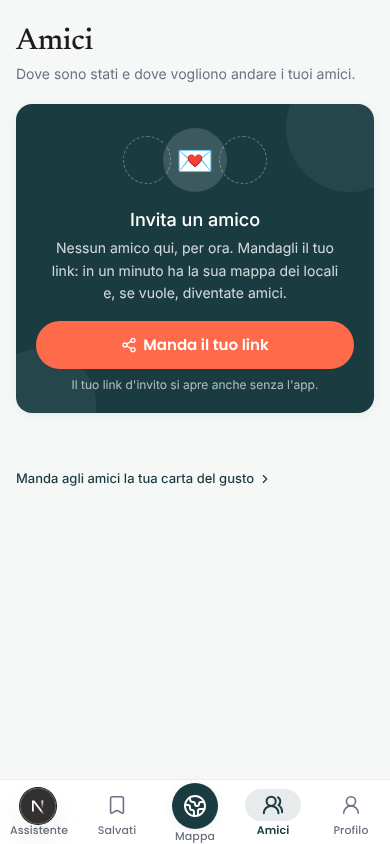 Amici
Dove sono stati e dove vogliono andare i tuoi amici.
Invita un amico
Nessun amico qui, per ora. Mandagli il tuo
link: in un minuto ha la sua mappa dei locali
e, se vuole, diventate amici.
Manda il tuo link
Il tuo link d'invito si apre anche senza l'app.
Manda agli amici la tua carta del gusto
N
Assistente
Salvati
Mappa
Amici
Profilo